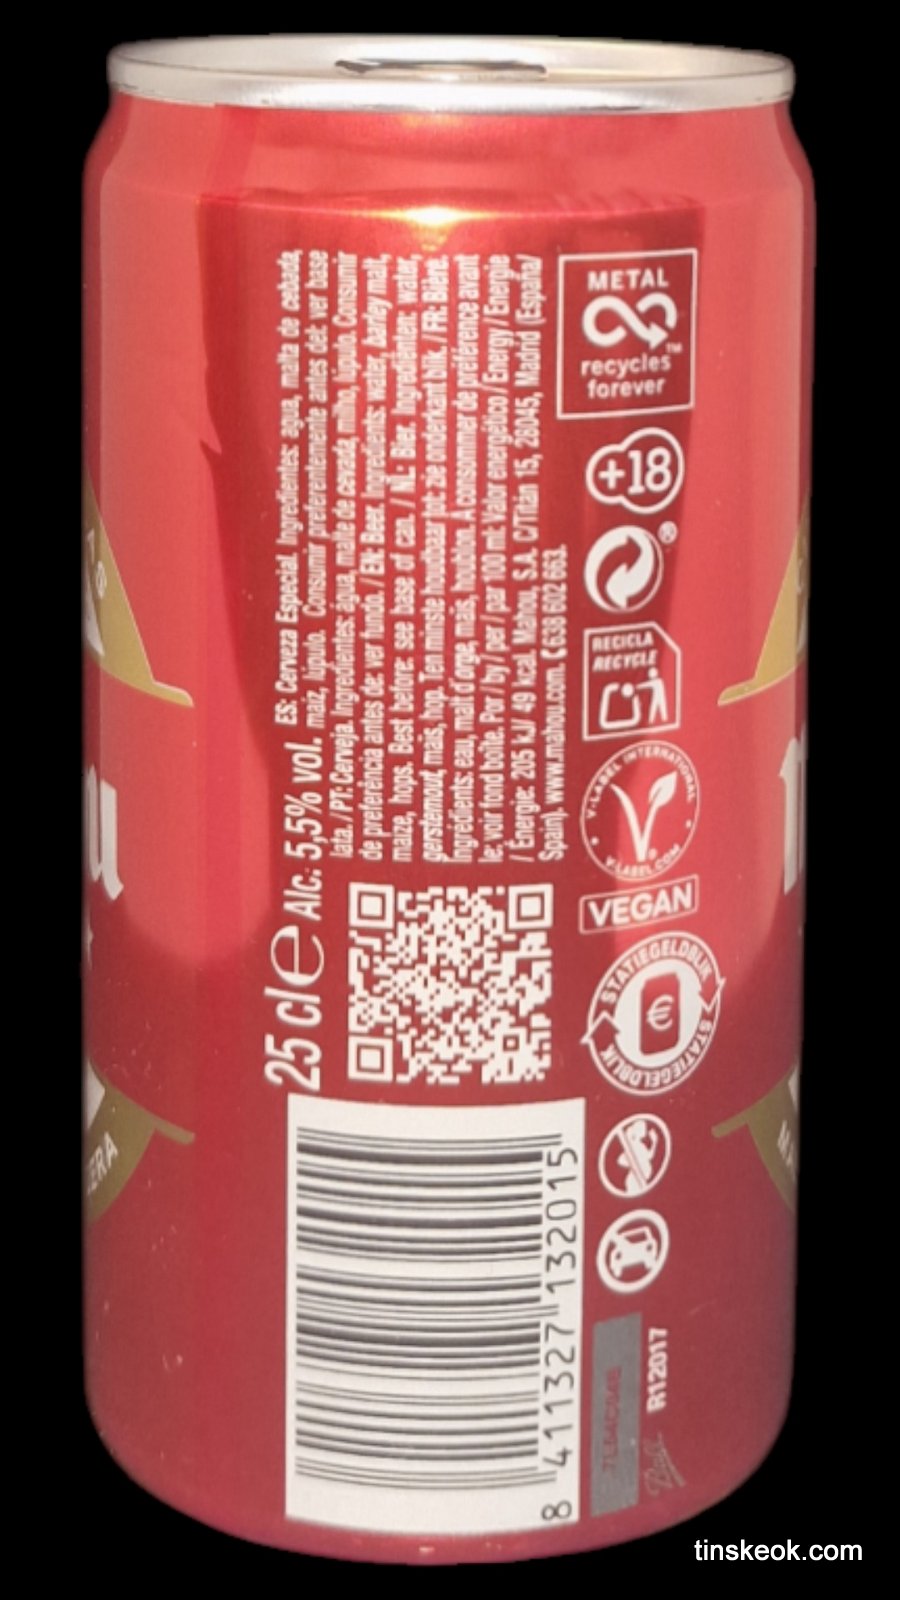 25 cl e Alc. 5,5% vol.
ES: Cerveza Especial. Ingredientes: agua, malta de cebada,
maíz, lúpulo. Consumir preferentemente antes del: ver base
lata. / PT: Cerveja. Ingredientes: água, malte de cevada, milho, lúpulo. Consumir
de preferência antes de: ver fundo. / EN: Beer. Ingredients: water, barley malt,
maize, hops. Best before: see base of can. / NL: Bier. Ingrediënten: water,
gerstemout, mais, hop. Ten minste houdbaar tot: zie onderkant blik. / FR: Bière.
Ingrédients: eau, malt d'orge, maïs, houblon. À consommer de préférence avant
le: voir fond boîte. Por / by / per / par 100 ml: Valor energético / Energy / Energie
/ Énergie: 205 kJ/ 49 kcal. Mahou, S.A. C/Titán 15, 28045, Madrid (España/
Spain). www.mahou.com. 638 602 663.
METAL
recycles™
forever
+18
®
RECICLA
RECYCLE
V-LABEL INTERNATIONAL
V-LABEL.COM
VEGAN
STATIEGELDBLIK
€
STATIEGELDBLIK
8 411327 132015
R12017
Ball
u
ZERA
tinskeok.com